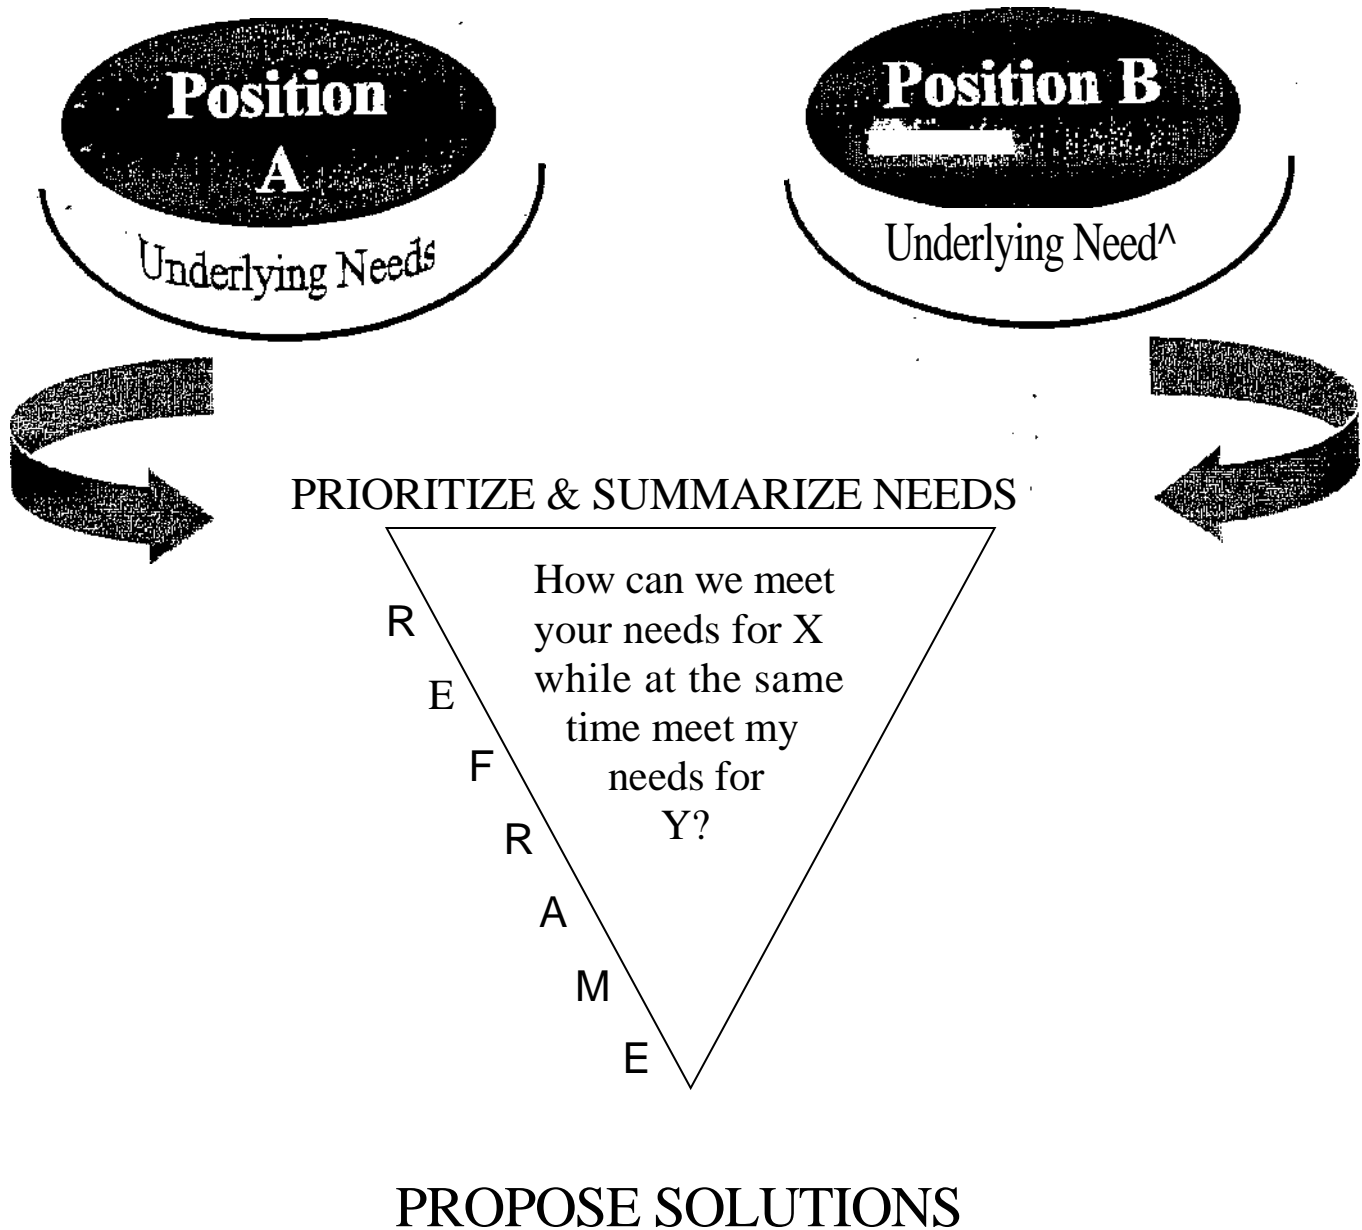 Position
A
Underlying Needs
Position B
Underlying Need^
PRIORITIZE & SUMMARIZE NEEDS
How can we meet
your needs for X
while at the same
time meet my
needs for
Y?
R
E
F
R
A
M
E
PROPOSE SOLUTIONS